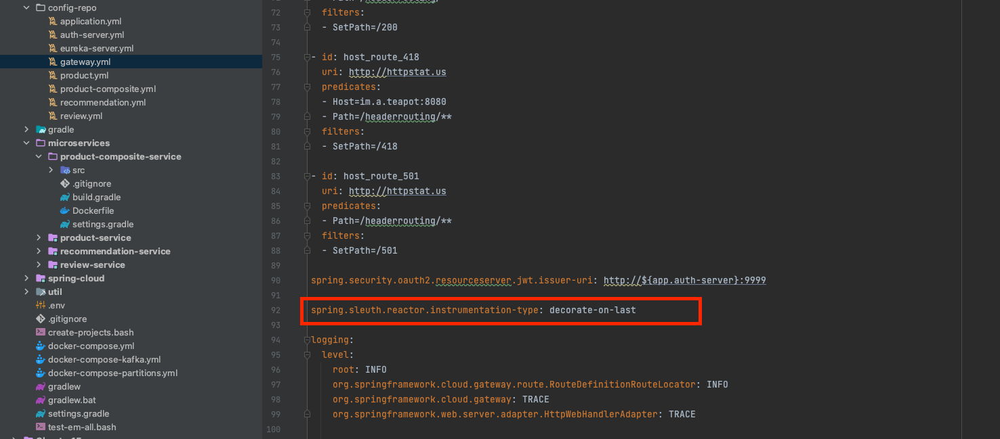 config-repo
application.yml
auth-server.yml
eureka-server.yml
gateway.yml
product.yml
product-composite.yml
recommendation.yml
review.yml
gradle
microservices
product-composite-service
src
.gitignore
build.gradle
Dockerfile
settings.gradle
product-service
recommendation-service
review-service
spring-cloud
util
.env
.gitignore
create-projects.bash
docker-compose.yml
docker-compose-kafka.yml
docker-compose-partitions.yml
gradlew
gradlew.bat
settings.gradle
test-em-all.bash
72 filters:
73 - SetPath=/200
74
75 - id: host_route_418
76 uri: http://httpstat.us
77 predicates:
78 - Host=im.a.teapot:8080
79 - Path=/headerrouting/**
80 filters:
81 - SetPath=/418
82
83 - id: host_route_501
84 uri: http://httpstat.us
85 predicates:
86 - Path=/headerrouting/**
87 filters:
88 - SetPath=/501
89
90 spring.security.oauth2.resourceserver.jwt.issuer-uri: http://${app.auth-server}:9999
91
92 spring.sleuth.reactor.instrumentation-type: decorate-on-last
93
94 logging:
95 level:
96 root: INFO
97 org.springframework.cloud.gateway.route.RouteDefinitionRouteLocator: INFO
98 org.springframework.cloud.gateway: TRACE
99 org.springframework.web.server.adapter.HttpWebHandlerAdapter: TRACE
100